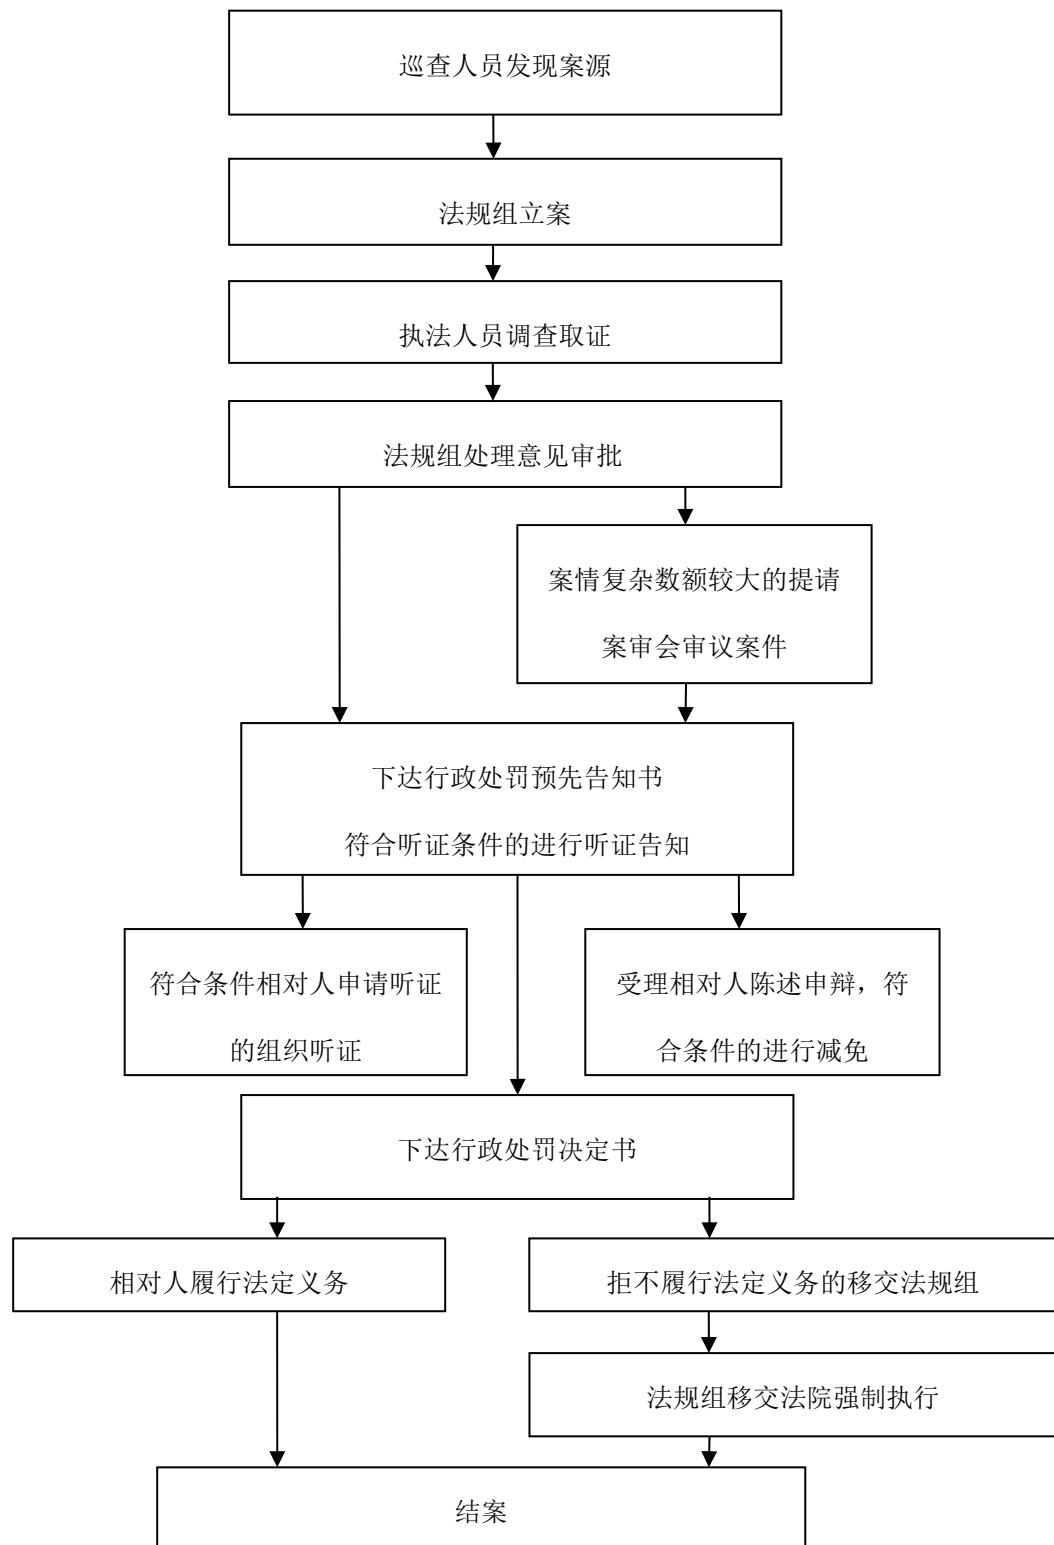 巡查人员发现案源
法规组立案
执法人员调查取证
法规组处理意见审批
案情复杂数额较大的提请
案审会审议案件
下达行政处罚预先告知书
符合听证条件的进行听证告知
符合条件相对人申请听证
的组织听证
受理相对人陈述申辩，符
合条件的进行减免
下达行政处罚决定书
相对人履行法定义务
拒不履行法定义务的移交法规组
法规组移交法院强制执行
结案